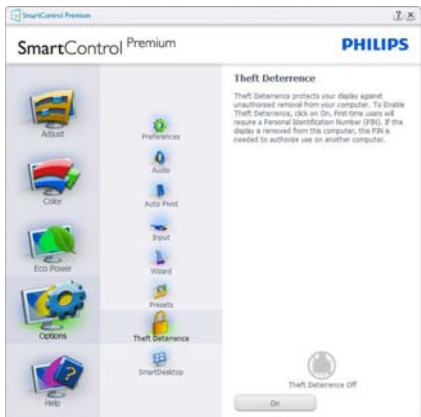 SmartControl Premium
SmartControl Premium
PHILIPS
Adjust
Color
Eco Power
Options
Help
Preferences
Audio
Auto Pivot
Input
Wizard
Presets
Theft Deterrence
SmartDesktop
Theft Deterrence
Theft Deterrence protects your display against
unauthorized removal from your computer. To Enable
Theft Deterrence, click on On. First-time users will
require a Personal Identification Number (PIN). If the
display is removed from this computer, this PIN is
needed to authorize use on another computer.
Theft Deterrence Off
On